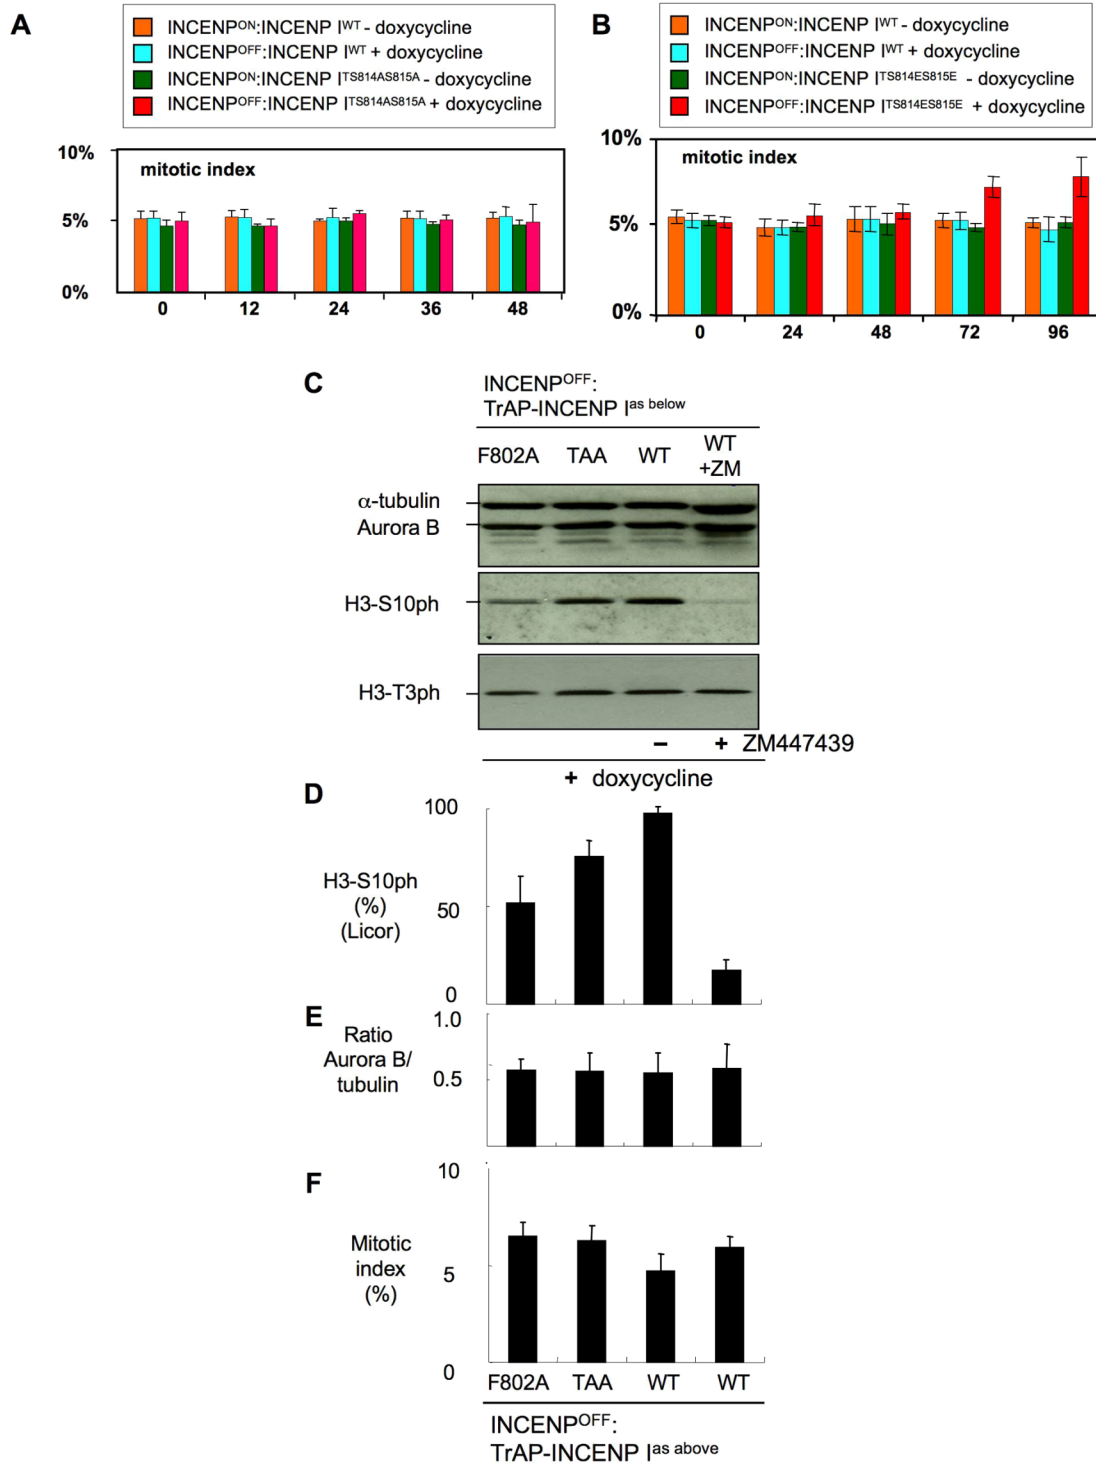 A
INCENPON:INCENP IWT - doxycycline
INCENPOFF:INCENP IWT + doxycycline
INCENPON:INCENP ITS814AS815A - doxycycline
INCENPOFF:INCENP ITS814AS815A + doxycycline
10%
mitotic index
5%
0%
0 12 24 36 48
B
INCENPON:INCENP IWT - doxycycline
INCENPOFF:INCENP IWT + doxycycline
INCENPON:INCENP ITS814ES815E - doxycycline
INCENPOFF:INCENP ITS814ES815E + doxycycline
10%
mitotic index
5%
0%
0 24 48 72 96
C
INCENPOFF:
TrAP-INCENP Ias below
F802A TAA WT WT
+ZM
α-tubulin
Aurora B
H3-S10ph
H3-T3ph
– + ZM447439
+ doxycycline
D
100
H3-S10ph
(%)
(Licor)
50
0
E
1.0
Ratio
Aurora B/
tubulin
0.5
F
10
Mitotic
index
(%)
5
0
F802A TAA WT WT
INCENPOFF:
TrAP-INCENP Ias above